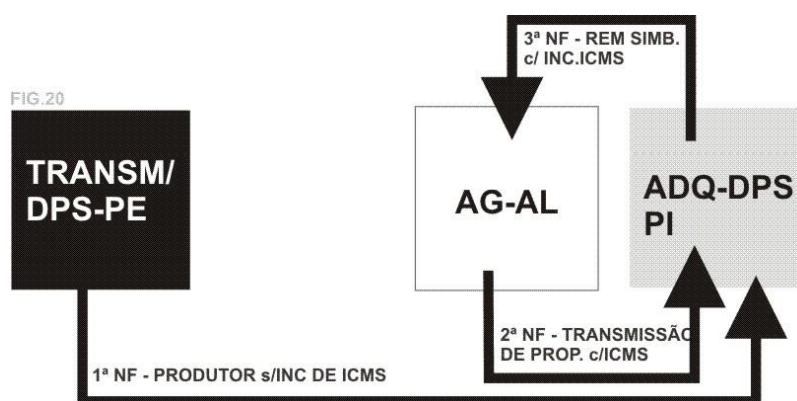 3ª NF - REM SIMB.
c/ INC.ICMS
FIG.20
TRANSM/
DPS-PE
AG-AL
ADQ-DPS
PI
2ª NF - TRANSMISSÃO
DE PROP. c/ICMS
1ª NF - PRODUTOR s/INC DE ICMS